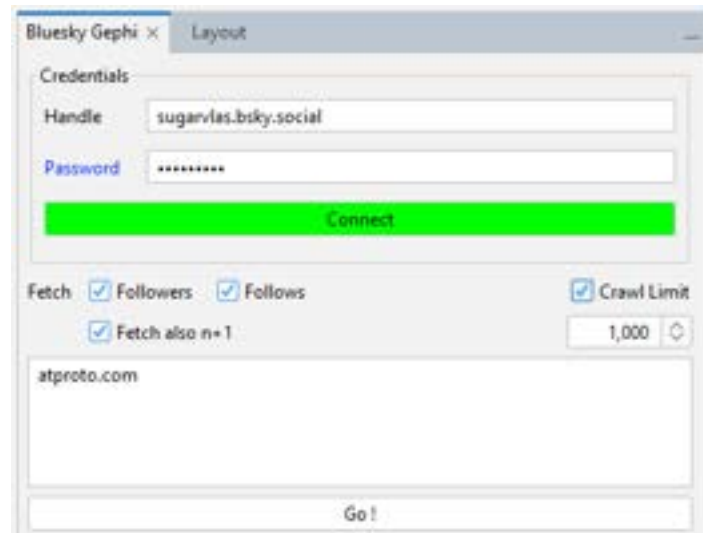 Bluesky Gephi × Layout
Credentials
Handle sugarvlas.bsky.social
Password •••••••••
Connect
Fetch Followers Follows Crawl Limit
Fetch also n+1 1,000
atproto.com
Go !